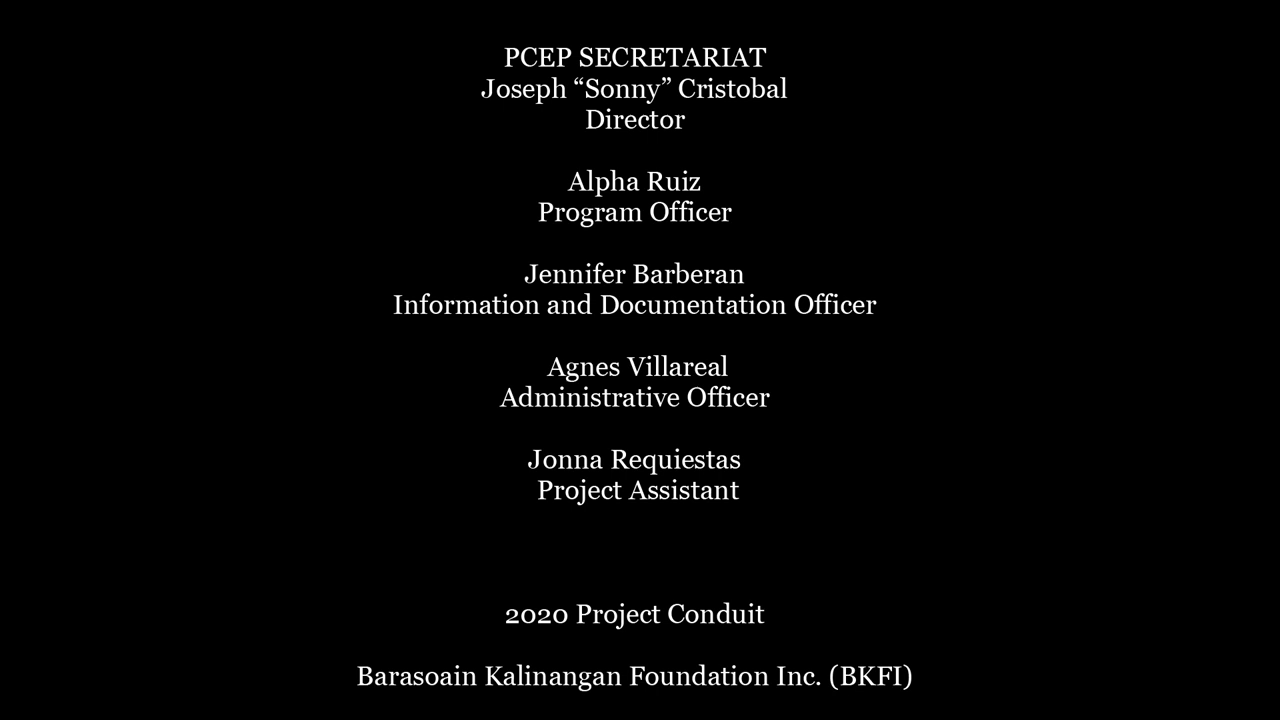 PCEP SECRETARIAT
Joseph “Sonny” Cristobal
Director
Alpha Ruiz
Program Officer
Jennifer Barberan
Information and Documentation Officer
Agnes Villareal
Administrative Officer
Jonna Requiestas
Project Assistant
2020 Project Conduit
Barasoain Kalinangan Foundation Inc. (BKFI)